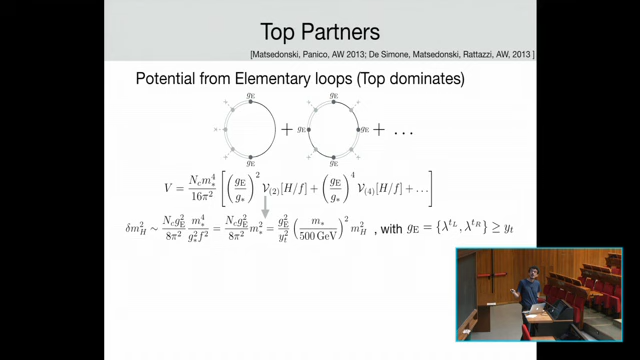 Top Partners
[Matsedonski, Panico, AW 2013; De Simone, Matsedonski, Rattazzi, AW, 2013 ]
Potential from Elementary loops (Top dominates)
g_E g_E
+ g_E g_E + …
g_E g_E
V = \frac{N_c m_*^4}{16\pi^2} \left[ \left(\frac{g_E}{g_*}\right)^2 \mathcal{V}_{(2)}[H/f] + \left(\frac{g_E}{g_*}\right)^4 \mathcal{V}_{(4)}[H/f] + \ldots \right]
\delta m_H^2 \sim \frac{N_c g_E^2}{8\pi^2} \frac{m_*^4}{g_*^2 f^2} = \frac{N_c g_E^2}{8\pi^2} m_*^2 = \frac{g_E^2}{y_t^2} \left(\frac{m_*}{500\,GeV}\right)^2 m_H^2 , with g_E = \{\lambda^{t_L}, \lambda^{t_R}\} \geq y_t